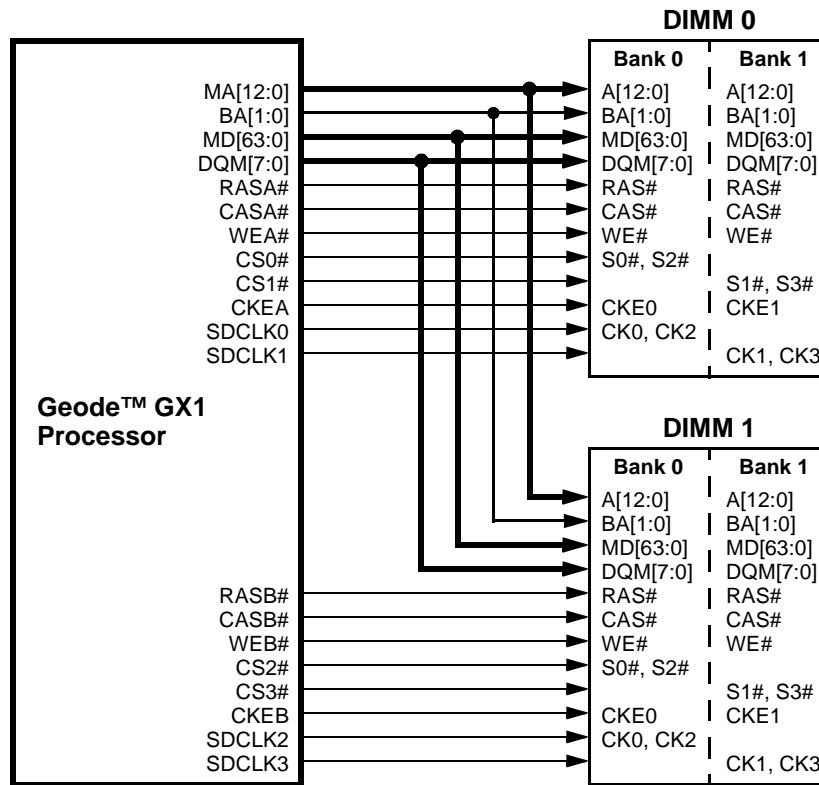 DIMM 0
Bank 0 Bank 1
MA[12:0] A[12:0] A[12:0]
BA[1:0] BA[1:0] BA[1:0]
MD[63:0] MD[63:0] MD[63:0]
DQM[7:0] DQM[7:0] DQM[7:0]
RASA# RAS# RAS#
CASA# CAS# CAS#
WEA# WE# WE#
CS0# S0#, S2#
CS1# S1#, S3#
CKEA CKE0 CKE1
SDCLK0 CK0, CK2
SDCLK1 CK1, CK3
Geode™ GX1
Processor
DIMM 1
Bank 0 Bank 1
A[12:0] A[12:0]
BA[1:0] BA[1:0]
MD[63:0] MD[63:0]
DQM[7:0] DQM[7:0]
RASB# RAS# RAS#
CASB# CAS# CAS#
WEB# WE# WE#
CS2# S0#, S2#
CS3# S1#, S3#
CKEB CKE0 CKE1
SDCLK2 CK0, CK2
SDCLK3 CK1, CK3